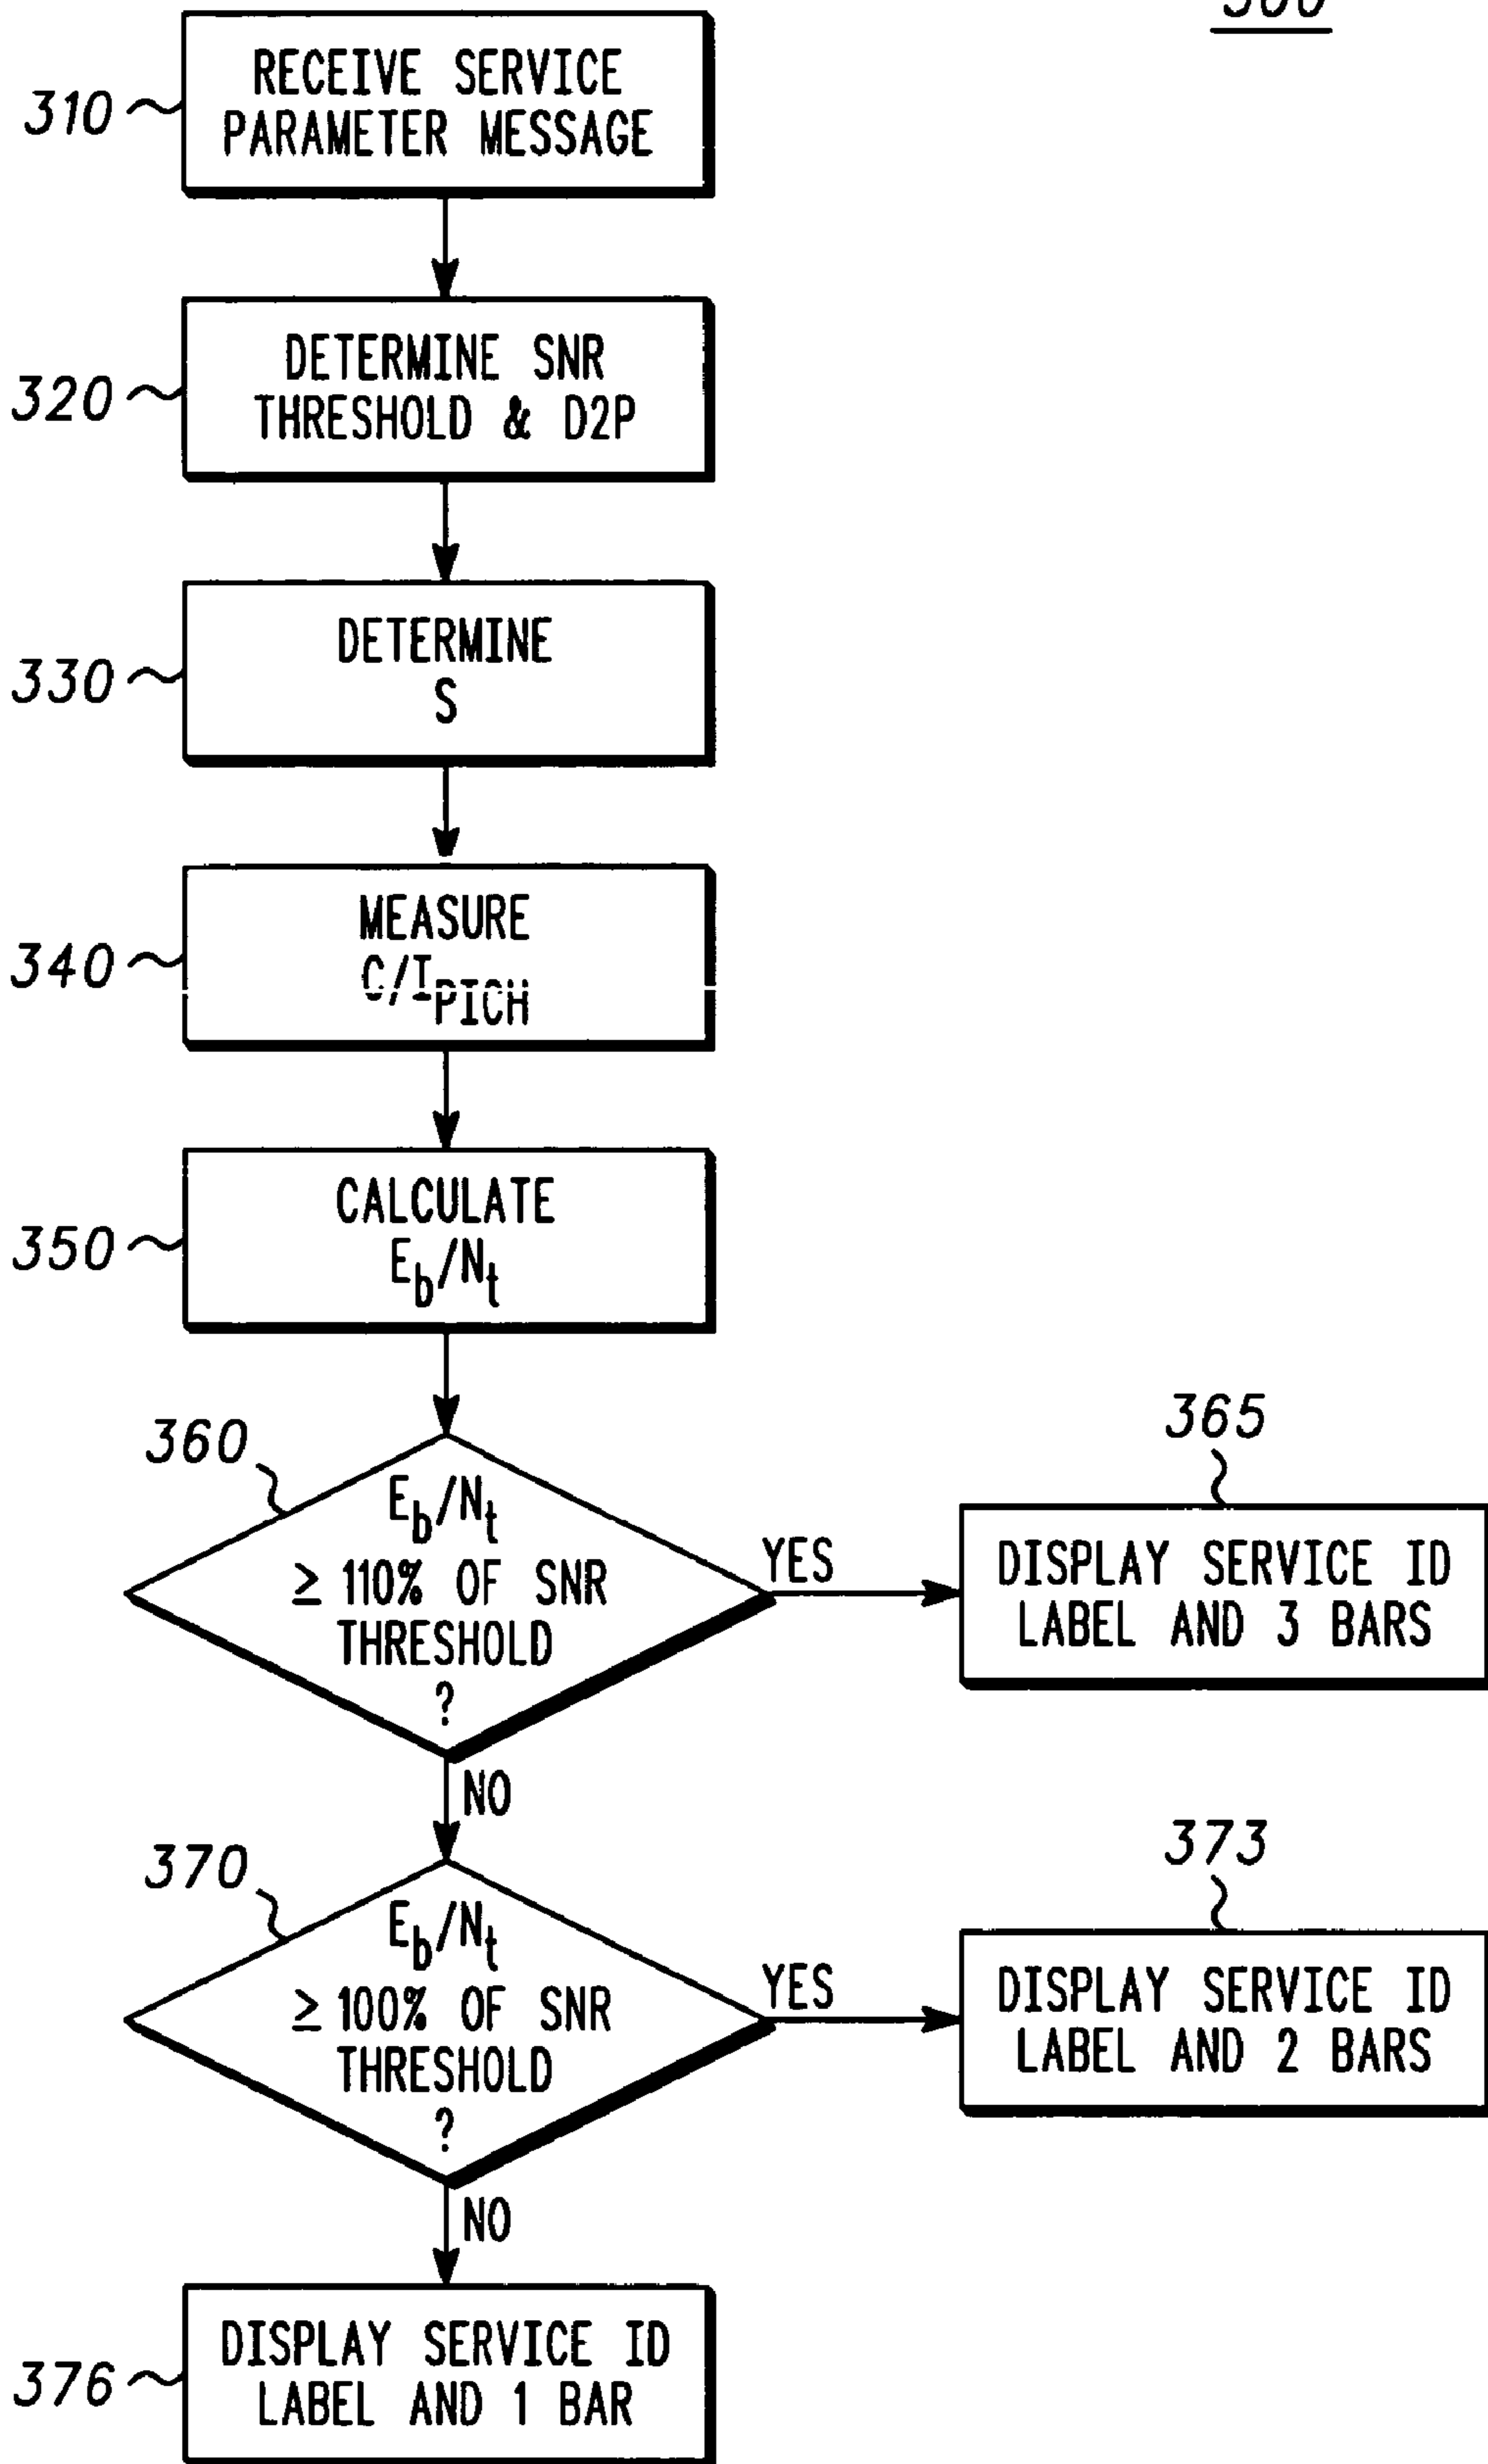 300
310
RECEIVE SERVICE
PARAMETER MESSAGE
320
DETERMINE SNR
THRESHOLD & D2P
330
DETERMINE
S
340
MEASURE
C/I PICH
350
CALCULATE
Eb/Nt
360
Eb/Nt
≥ 110% OF SNR
THRESHOLD
?
YES
365
DISPLAY SERVICE ID
LABEL AND 3 BARS
NO
370
Eb/Nt
≥ 100% OF SNR
THRESHOLD
?
YES
373
DISPLAY SERVICE ID
LABEL AND 2 BARS
NO
376
DISPLAY SERVICE ID
LABEL AND 1 BAR